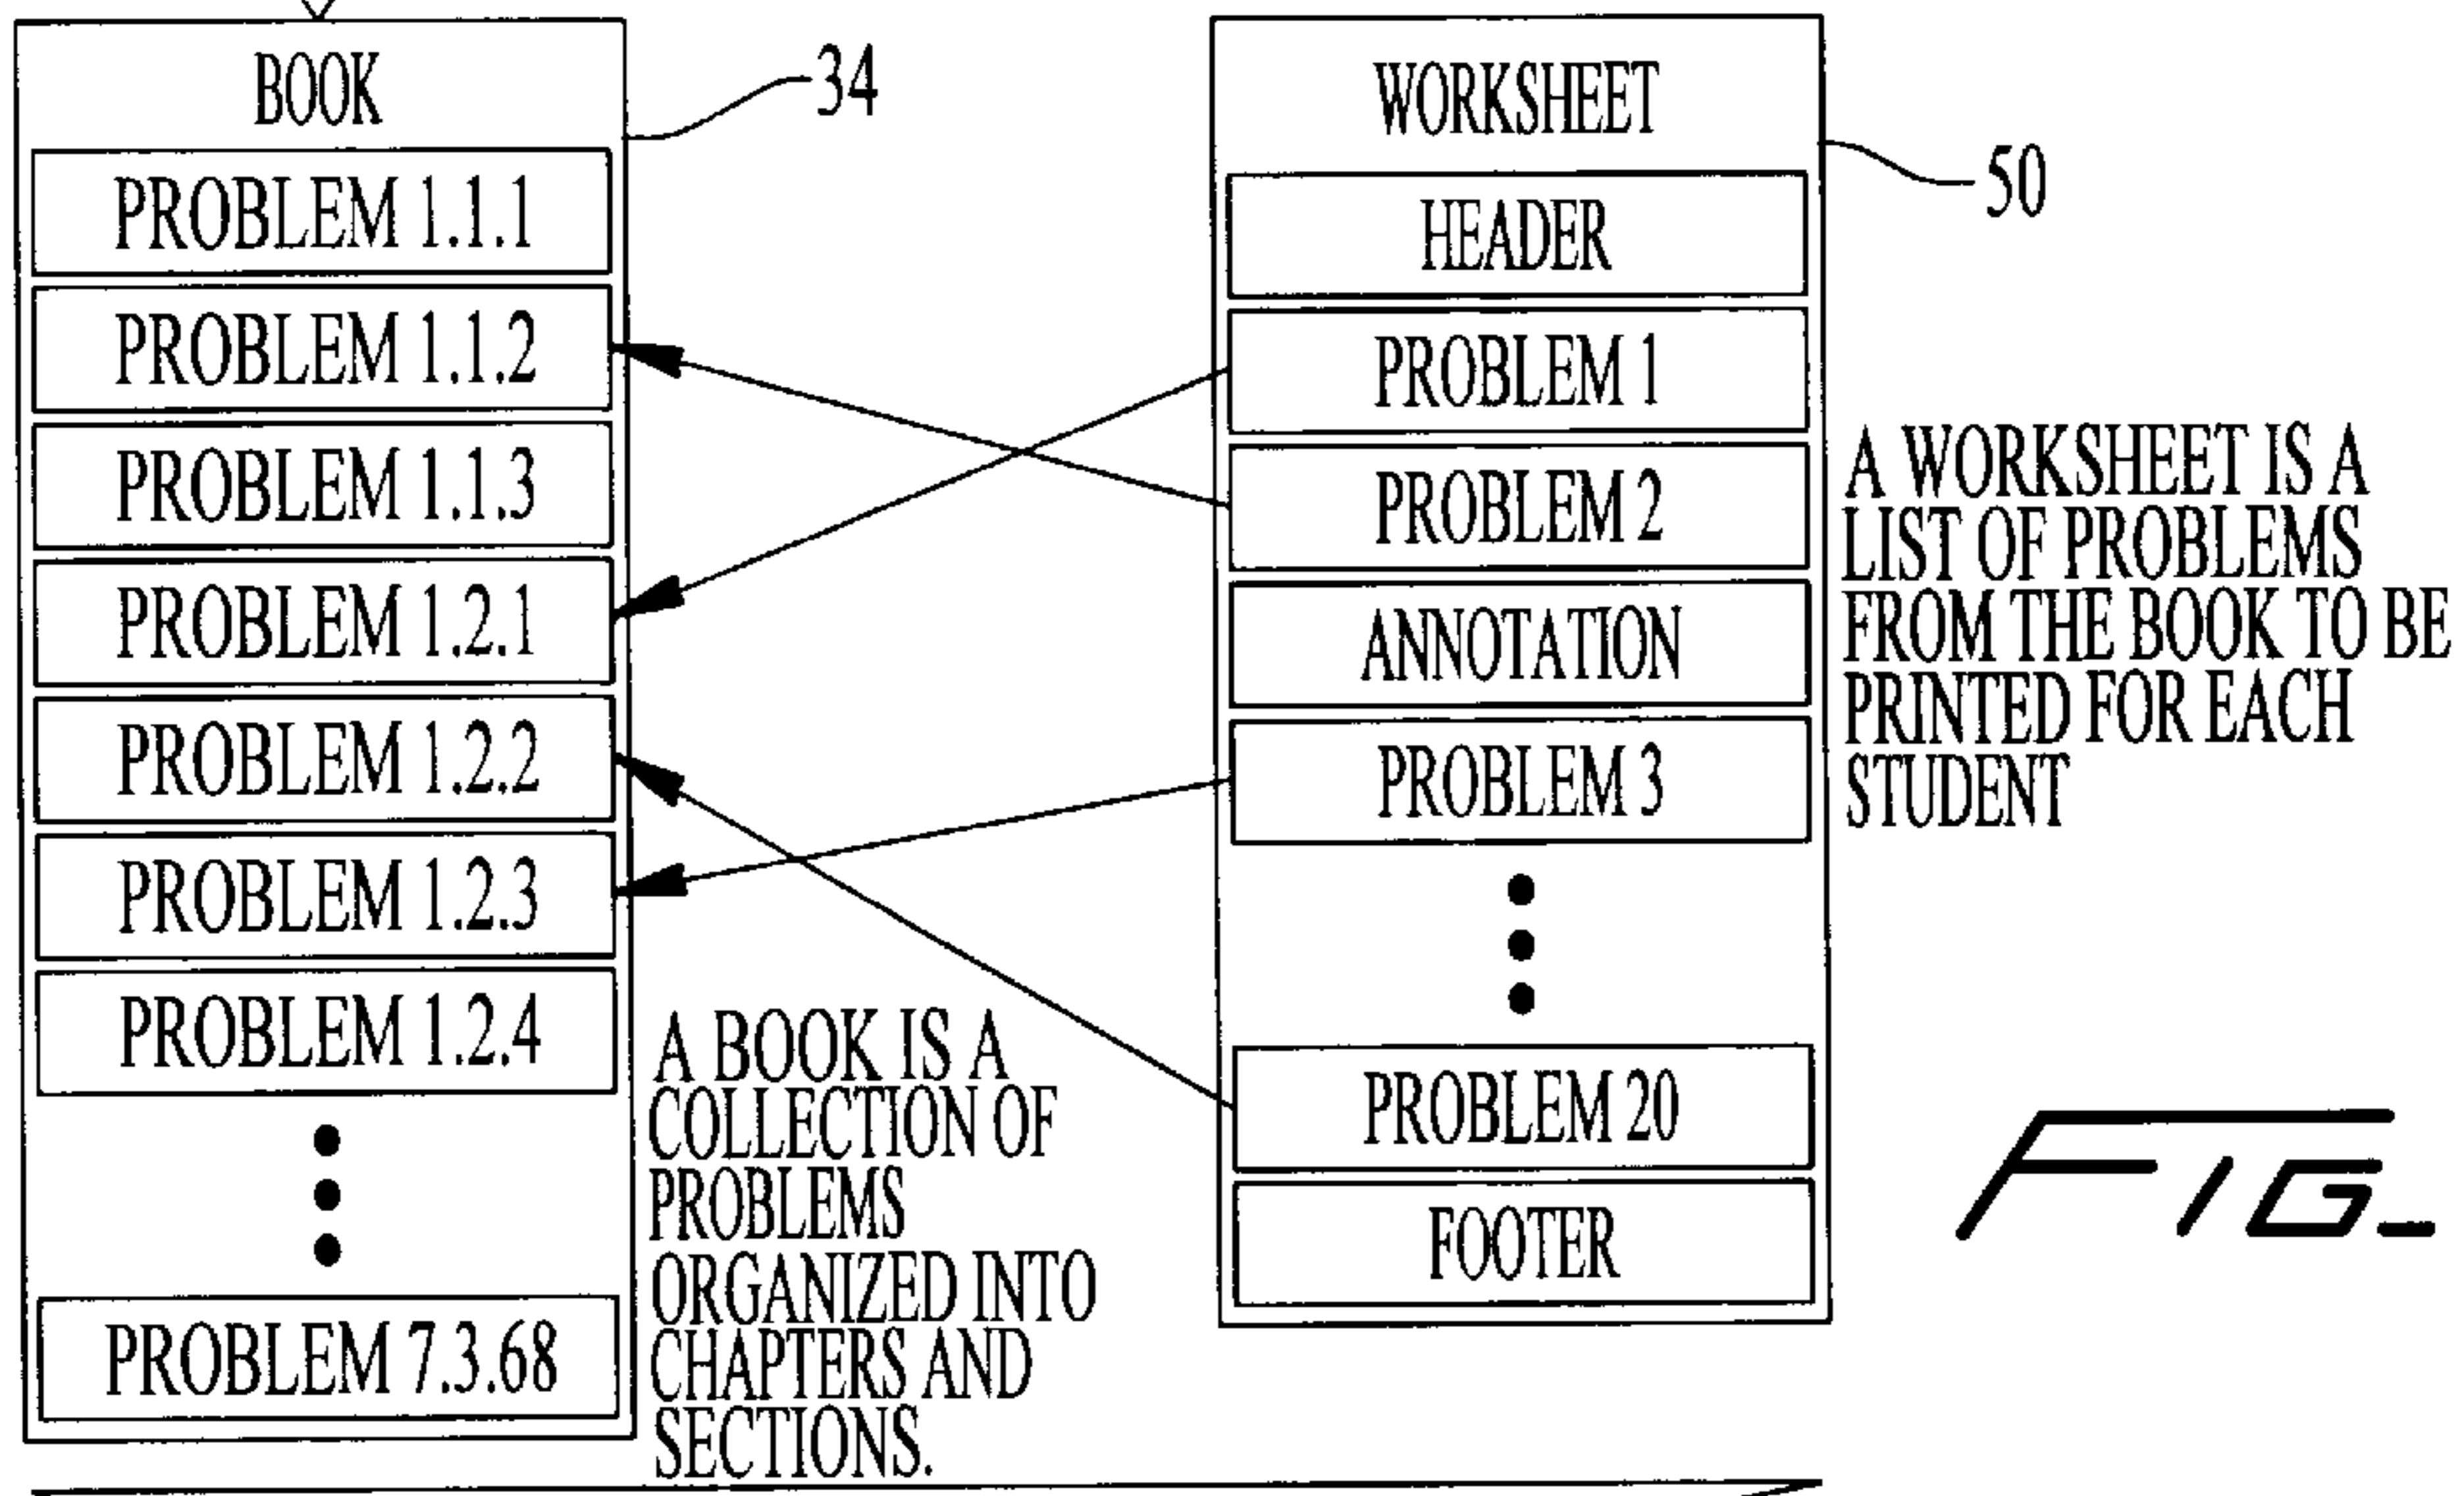 BOOK
34
PROBLEM 1.1.1
PROBLEM 1.1.2
PROBLEM 1.1.3
PROBLEM 1.2.1
PROBLEM 1.2.2
PROBLEM 1.2.3
PROBLEM 1.2.4
PROBLEM 7.3.68
A BOOK IS A
COLLECTION OF
PROBLEMS
ORGANIZED INTO
CHAPTERS AND
SECTIONS.
WORKSHEET
50
HEADER
PROBLEM 1
PROBLEM 2
ANNOTATION
PROBLEM 3
PROBLEM 20
FOOTER
A WORKSHEET IS A
LIST OF PROBLEMS
FROM THE BOOK TO BE
PRINTED FOR EACH
STUDENT
FIG.